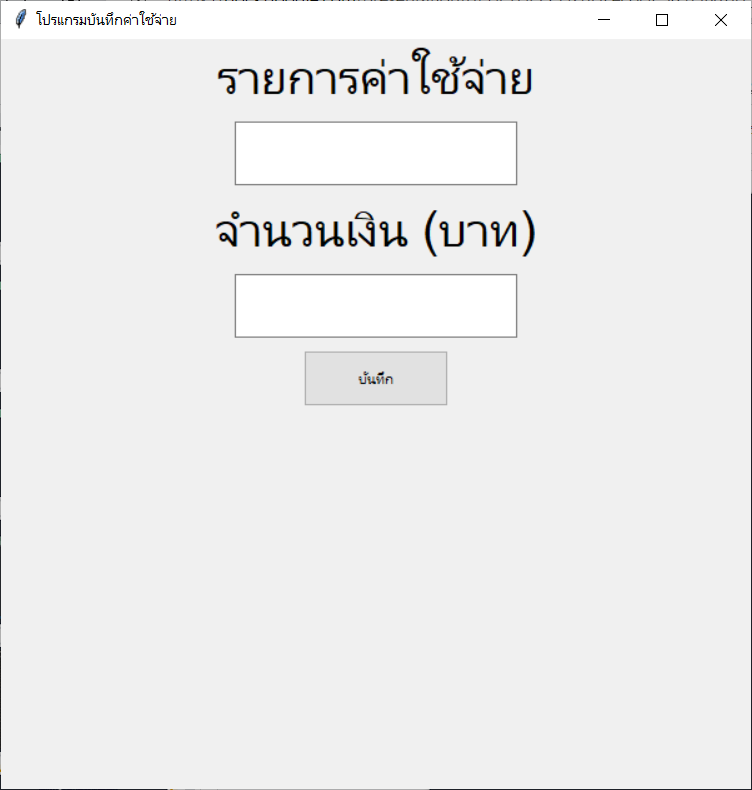 โปรแกรมบันทึกค่าใช้จ่าย
รายการค่าใช้จ่าย
จำนวนเงิน (บาท)
บันทึก